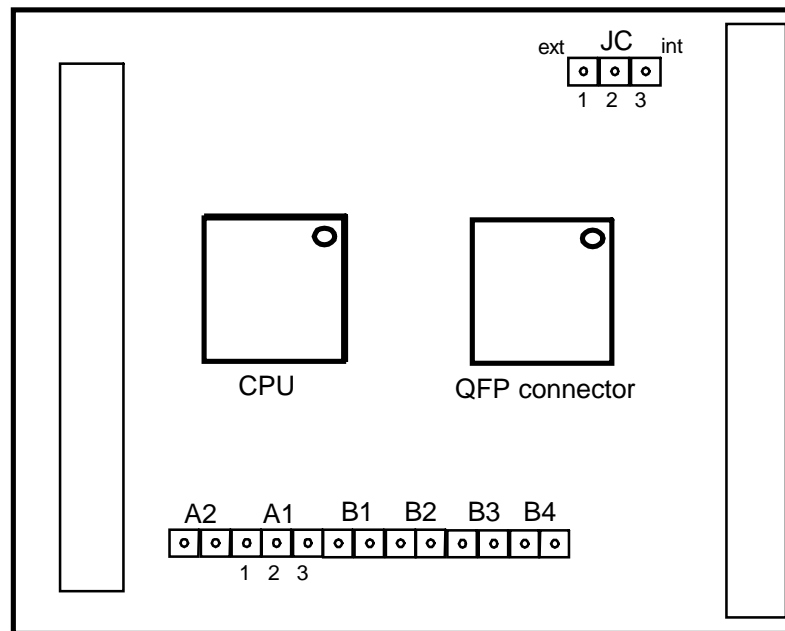 ext JC int
1 2 3
CPU QFP connector
A2 A1 B1 B2 B3 B4
1 2 3